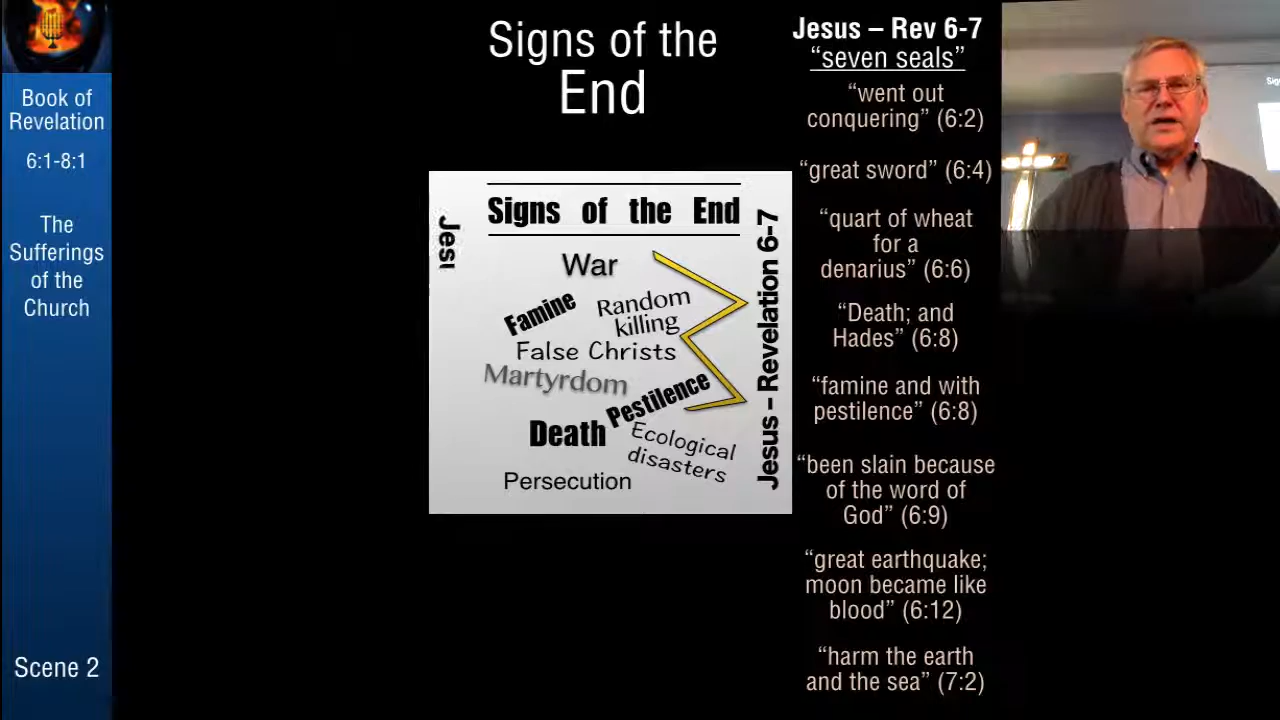 Book of
Revelation
6:1-8:1
The
Sufferings
of the
Church
Scene 2
Signs of the
End
Signs of the End
Jesu
War
Famine
Random
killing
False Christs
Martyrdom
Pestilence
Death
Ecological
disasters
Persecution
Jesus – Revelation 6-7
Jesus – Rev 6-7
“seven seals”
“went out
conquering” (6:2)
“great sword” (6:4)
“quart of wheat
for a
denarius” (6:6)
“Death; and
Hades” (6:8)
“famine and with
pestilence” (6:8)
“been slain because
of the word of
God” (6:9)
“great earthquake;
moon became like
blood” (6:12)
“harm the earth
and the sea” (7:2)